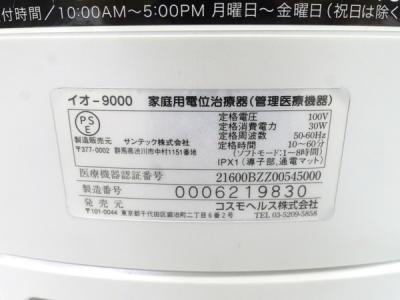 付時間／10:00AM〜5:00PM 月曜日〜金曜日(祝日は除く
イオ-9000 家庭用電位治療器(管理医療機器)
PSE
定格電圧 100V
定格消費電力 30W
定格周波数 50-60Hz
定格時間 10〜60分
(ソフトモード:1〜8時間)
IPX1(導子部,通電マット)
製造販売元 サンテック株式会社
〒377-0002 群馬県渋川市中村1151番地
医療機器認証番号 21600BZZ00545000
製造番号 0006219830
発売元 コスモヘルス株式会社
〒101-0044 東京都千代田区鍛冶町二丁目6番2号
TEL 03-5209-5858